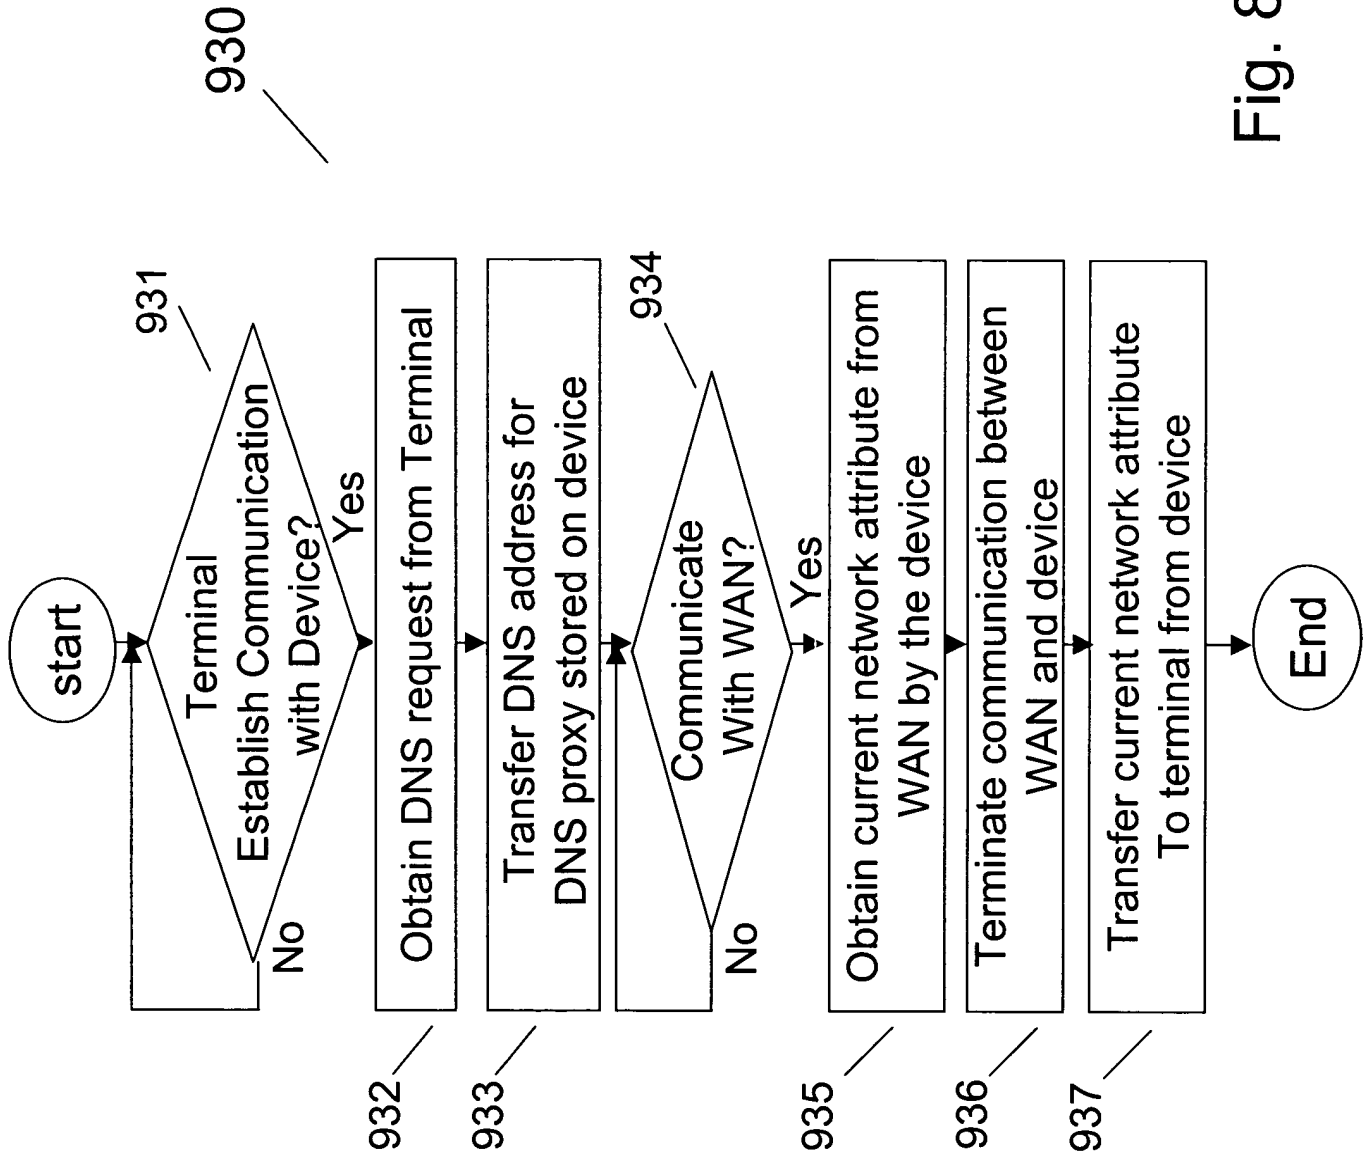 930
start
931
Terminal
Establish Communication
with Device?
No
Yes
932
Obtain DNS request from Terminal
933
Transfer DNS address for
DNS proxy stored on device
934
Communicate
With WAN?
No
Yes
935
Obtain current network attribute from
WAN by the device
936
Terminate communication between
WAN and device
937
Transfer current network attribute
To terminal from device
End
Fig. 8